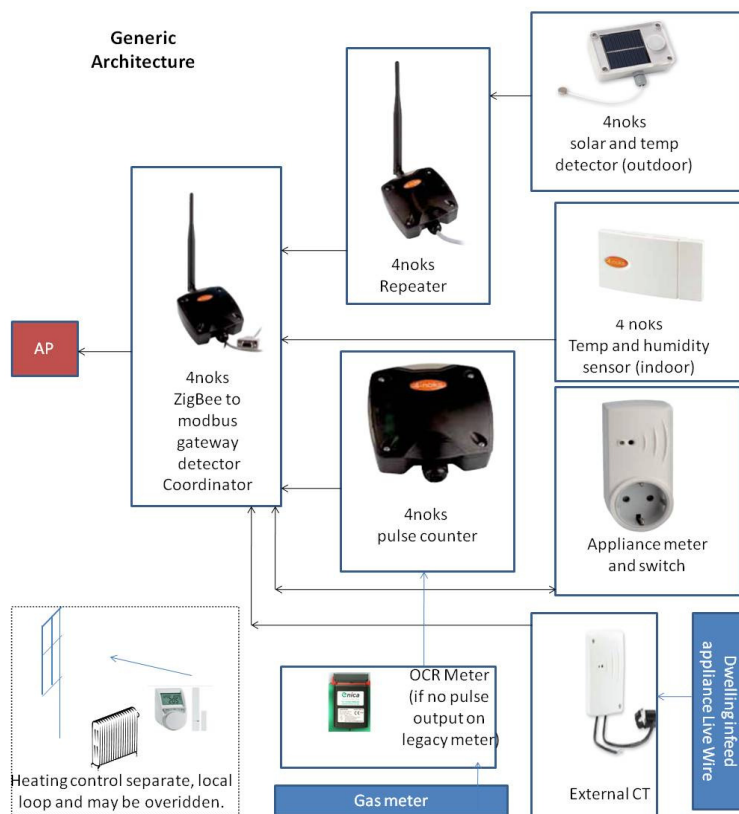 Generic
Architecture
4noks
solar and temp
detector (outdoor)
4noks
Repeater
4 noks
Temp and humidity
sensor (indoor)
AP
4noks
ZigBee to
modbus
gateway
detector
Coordinator
4noks
pulse counter
Appliance meter
and switch
OCR Meter
(if no pulse
output on
legacy meter)
enica
Gas meter
External CT
Dwelling infeed
appliance Live Wire
Heating control separate, local
loop and may be overidden.